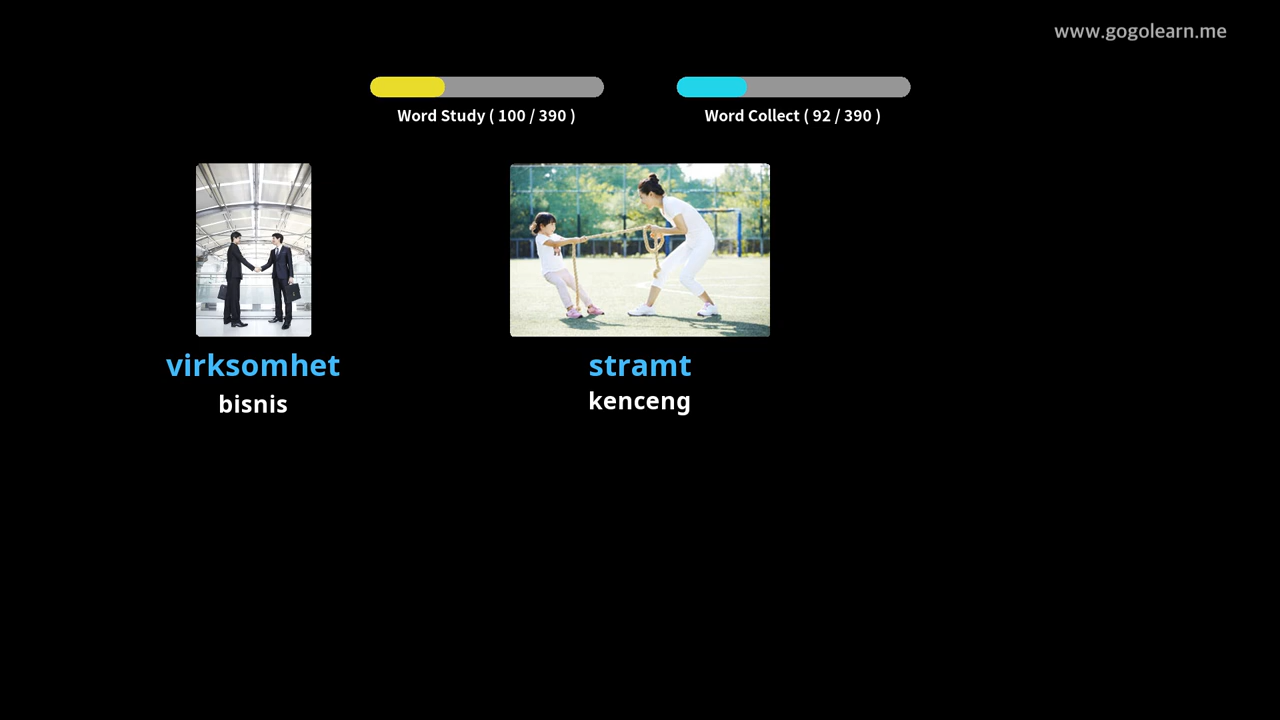 www.gogolearn.me
Word Study ( 100 / 390 )
Word Collect ( 92 / 390 )
virksomhet
bisnis
stramt
kenceng